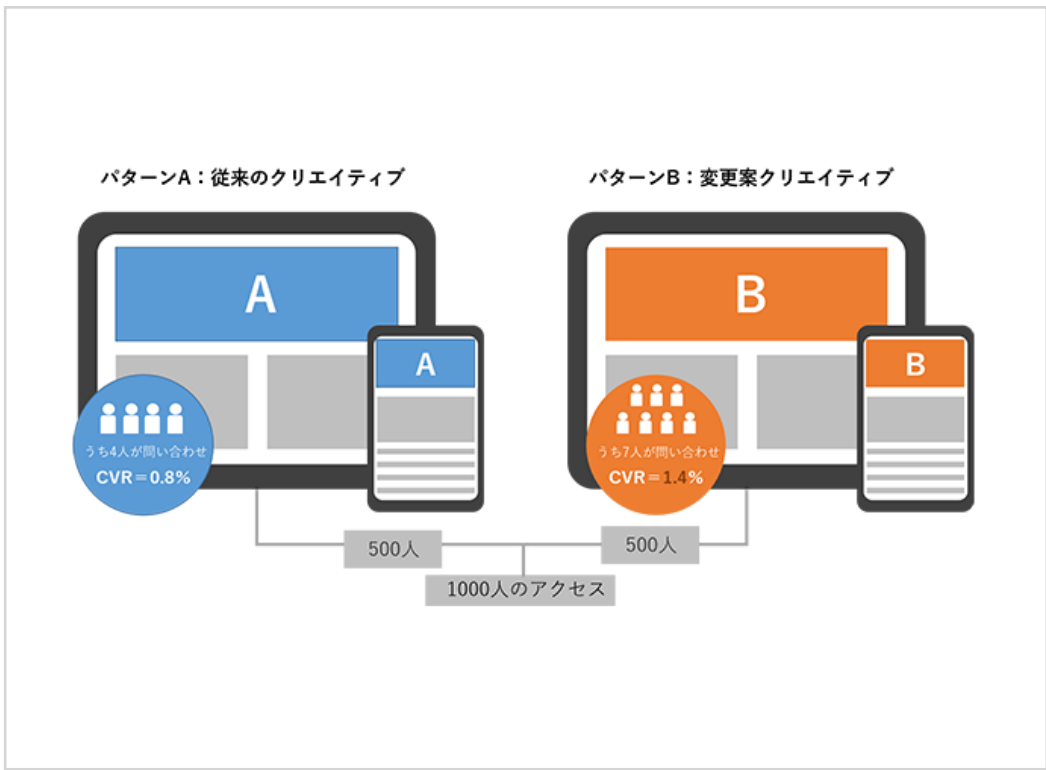 パターンA：従来のクリエイティブ
パターンB：変更案クリエイティブ
A
A
うち4人が問い合わせ
CVR＝0.8%
B
B
うち7人が問い合わせ
CVR＝1.4%
500人
500人
1000人のアクセス